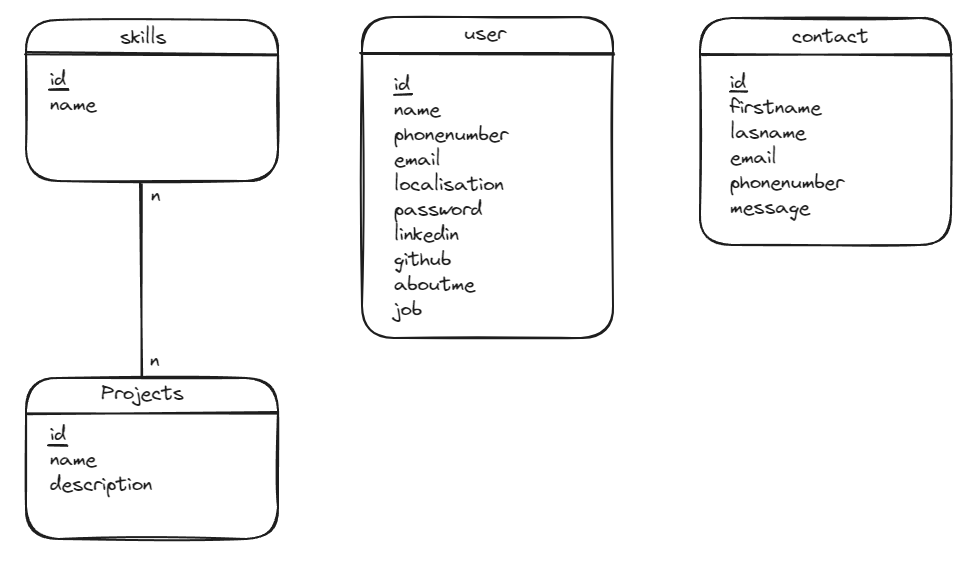 skills
id
name
n
n
Projects
id
name
description
user
id
name
phonenumber
email
localisation
password
linkedin
github
aboutme
job
contact
id
firstname
lasname
email
phonenumber
message